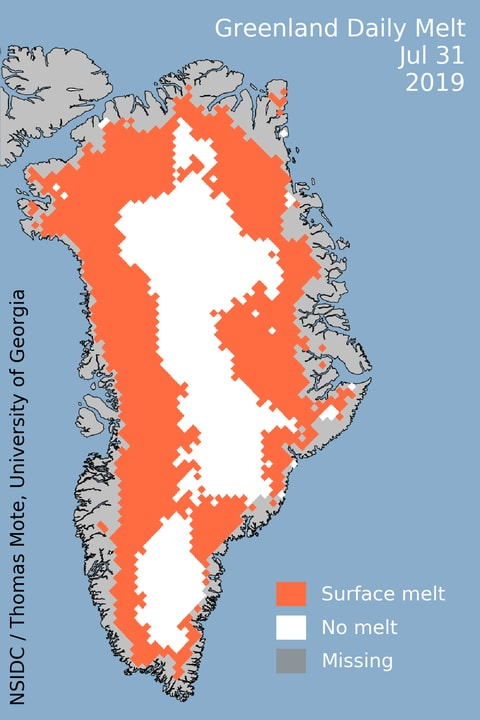 Greenland Daily Melt
Jul 31
2019
NSIDC / Thomas Mote, University of Georgia
Surface melt
No melt
Missing